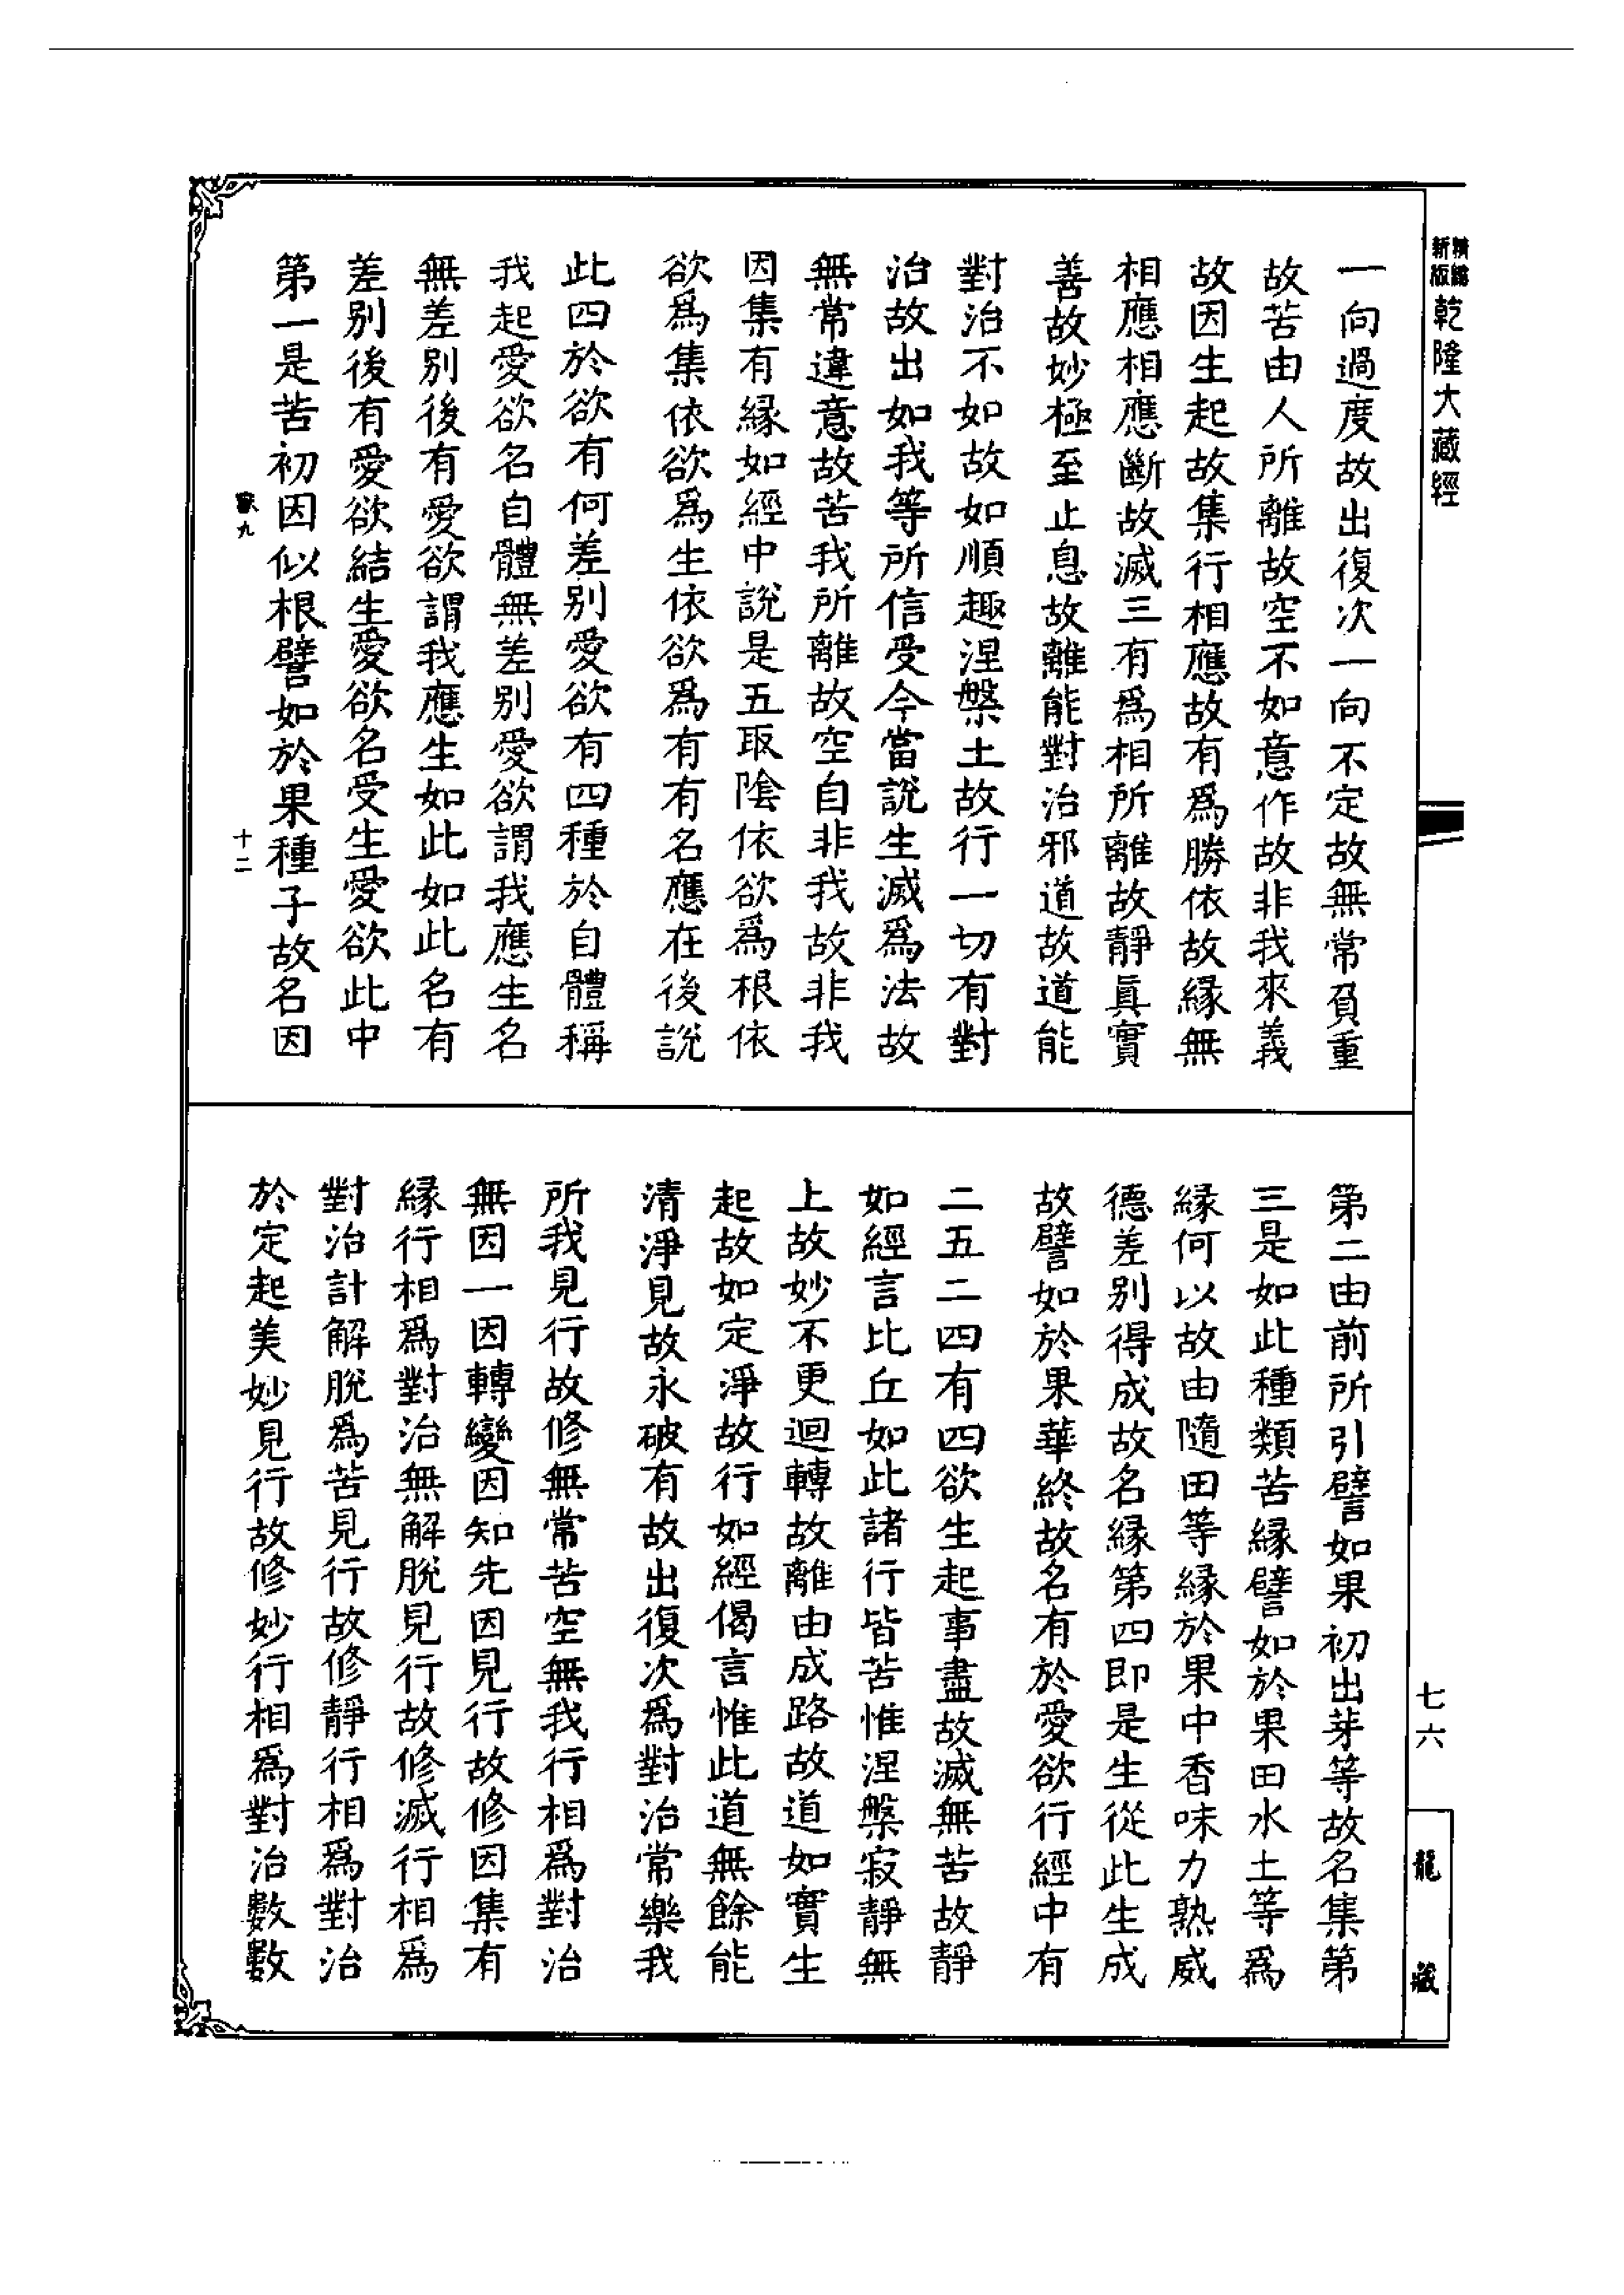 精繕
新版
乾隆大藏經
一向過度故出復次一向不定故無常負重
故苦由人所離故空不如意作故非我來義
故因生起故集行相應故有為勝依故緣無
相應相應斷故滅三有為相所離故靜真實
善故妙極至止息故離能對治邪道故道能
對治不如故如順趣涅槃土故行一切有對
治故出如我等所信受今當說生滅為法故
無常違意故苦我所離故空自非我故非我
因集有緣如經中說是五取陰依欲為根依
欲為集依欲為生依欲為有有名應在後說
此四於欲有何差別愛欲有四種於自體稱
我起愛欲名自體無差別愛欲謂我應生名
無差別後有愛欲謂我應生如此如此名有
差別後有愛欲結生愛欲名受生愛欲此中
第一是苦初因似根譬如於果種子故名因
九
十二
第二由前所引譬如果初出芽等故名集第
三是如此種類苦緣譬如於果田水土等為
緣何以故由隨田等緣於果中香味力熟威
德差別得成故名緣第四即是生從此生成
故譬如於果華終故名有於愛欲行經中有
二五二四有四欲生起事盡故滅無苦故靜
如經言比丘如此諸行皆苦惟涅槃寂靜無
上故妙不更迴轉故離由成路故道如實生
起故如定淨故行如經偈言惟此道無餘能
清淨見故永破有故出復次為對治常樂我
所我見行故修無常苦空無我行相為對治
無因一因轉變因知先因見行故修因集有
緣行相為對治無解脫見行故修滅行相為
對治計解脫為苦見行故修靜行相為對治
於定起美妙見行故修妙行相為對治數數
七六
龍藏